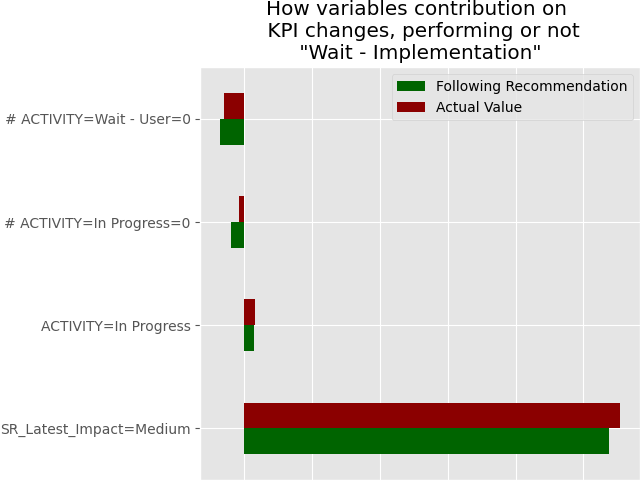 How variables contribution on
KPI changes, performing or not
"Wait - Implementation"
Following Recommendation
Actual Value
# ACTIVITY=Wait - User=0
# ACTIVITY=In Progress=0
ACTIVITY=In Progress
SR_Latest_Impact=Medium